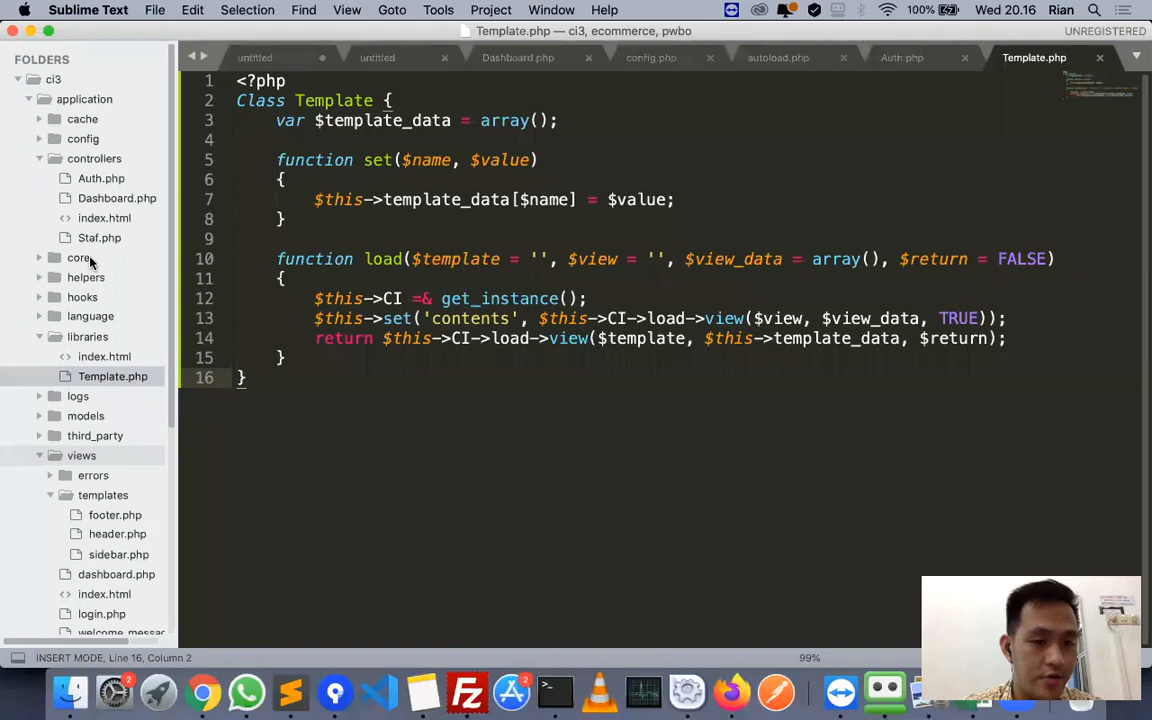 Sublime Text File Edit Selection Find View Goto Tools Project Window Help 100% Wed 20.16 Rian
Template.php — ci3, ecommerce, pwbo UNREGISTERED
FOLDERS untitled untitled Dashboard.php config.php autoload.php Auth.php Template.php
ci3
application
cache
config
controllers
Auth.php
Dashboard.php
index.html
Staf.php
core
helpers
hooks
language
libraries
index.html
Template.php
logs
models
third_party
views
errors
templates
footer.php
header.php
sidebar.php
dashboard.php
index.html
login.php
1 <?php
2 Class Template {
3 var $template_data = array();
4
5 function set($name, $value)
6 {
7 $this->template_data[$name] = $value;
8 }
9
10 function load($template = '', $view = '', $view_data = array(), $return = FALSE)
11 {
12 $this->CI =& get_instance();
13 $this->set('contents', $this->CI->load->view($view, $view_data, TRUE));
14 return $this->CI->load->view($template, $this->template_data, $return);
15 }
16 }
INSERT MODE, Line 16, Column 2 99%
2 2